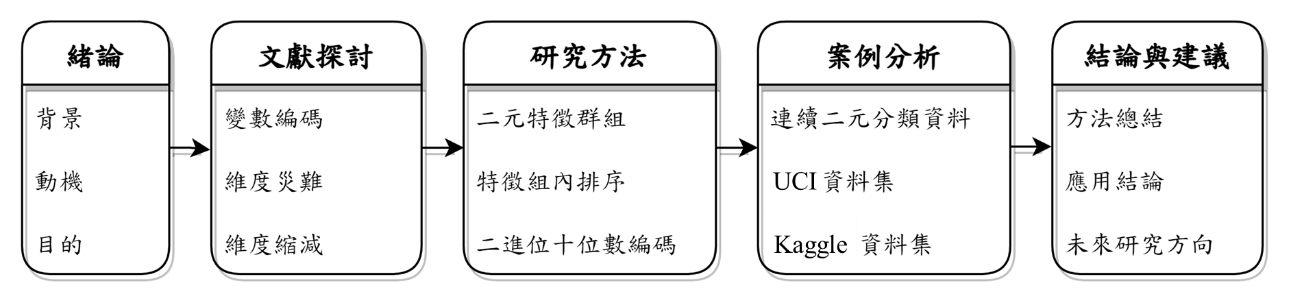 緒論
背景
動機
目的
文獻探討
變數編碼
維度災難
維度縮減
研究方法
二元特徵群組
特徵組內排序
二進位十位數編碼
案例分析
連續二元分類資料
UCI 資料集
Kaggle 資料集
結論與建議
方法總結
應用結論
未來研究方向